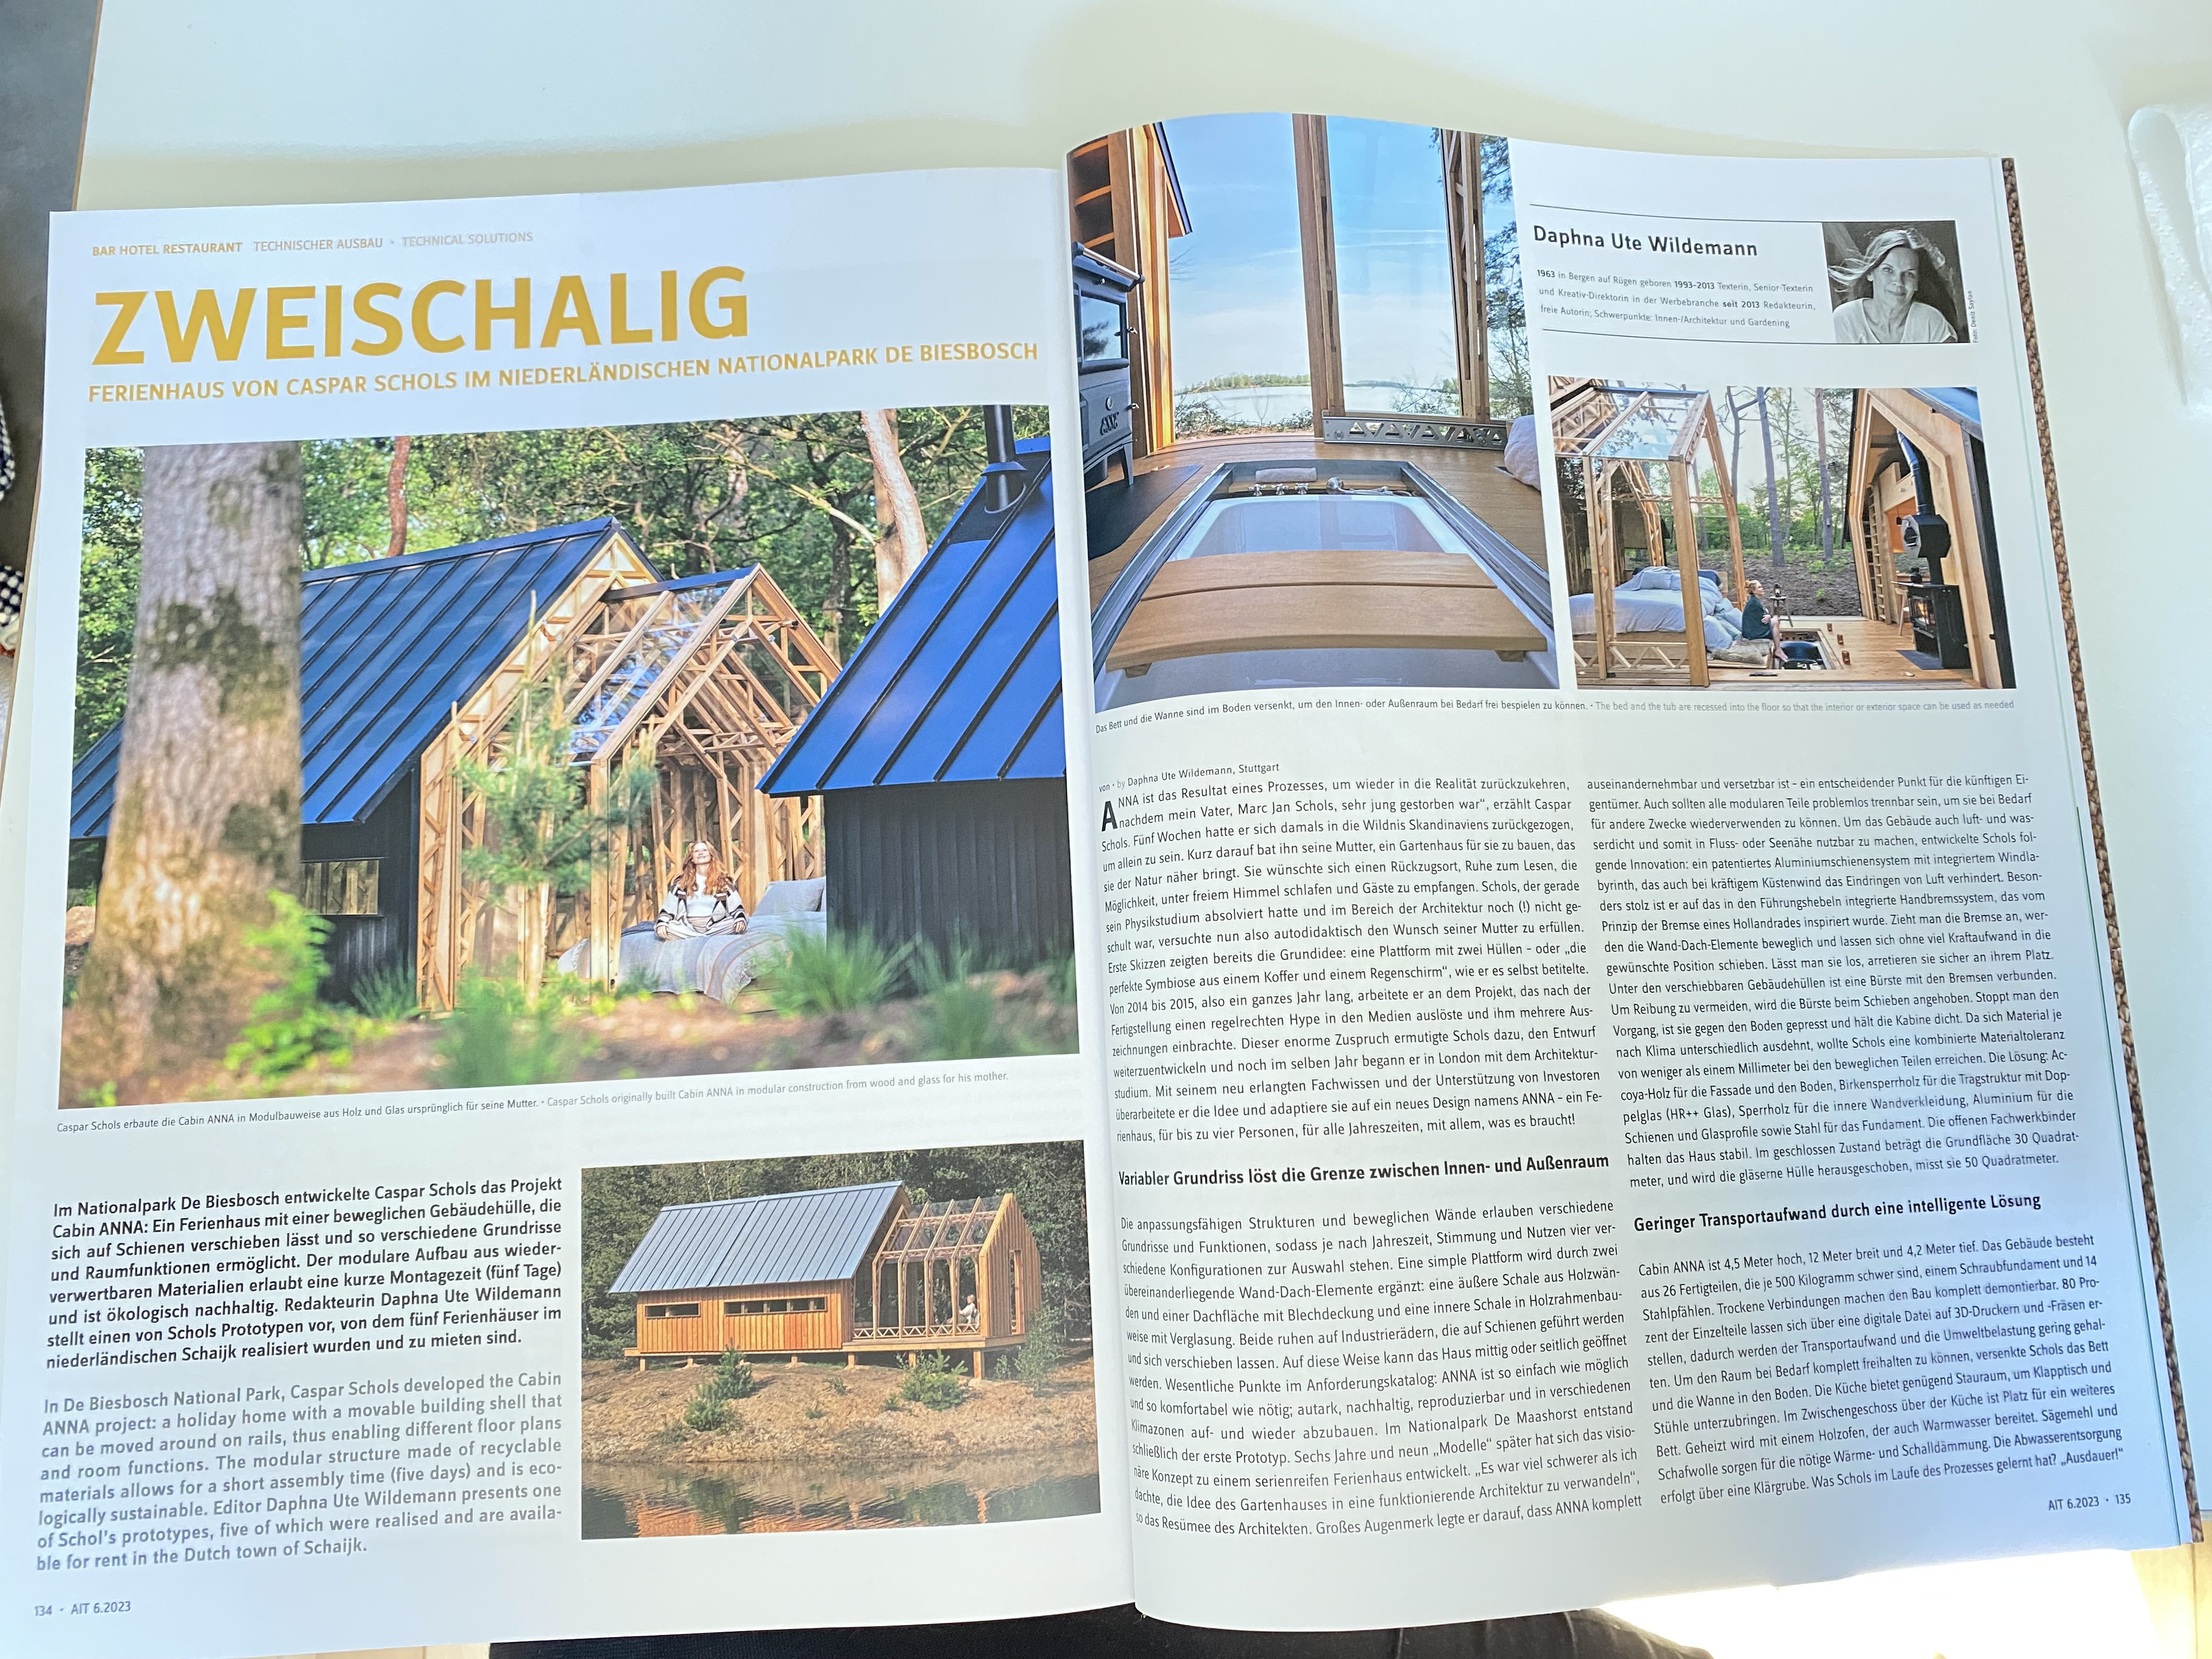 BAR HOTEL RESTAURANT TECHNISCHER AUSBAU • TECHNICAL SOLUTIONS
ZWEISCHALIG
FERIENHAUS VON CASPAR SCHOLS IM NIEDERLÄNDISCHEN NATIONALPARK DE BIESBOSCH
Caspar Schols erbaute die Cabin ANNA in Modulbauweise aus Holz und Glas ursprünglich für seine Mutter. • Caspar Schols originally built Cabin ANNA in modular construction from wood and glass for his mother.
Im Nationalpark De Biesbosch entwickelte Caspar Schols das Projekt
Cabin ANNA: Ein Ferienhaus mit einer beweglichen Gebäudehülle, die
sich auf Schienen verschieben lässt und so verschiedene Grundrisse
und Raumfunktionen ermöglicht. Der modulare Aufbau aus wieder-
verwertbaren Materialien erlaubt eine kurze Montagezeit (fünf Tage)
und ist ökologisch nachhaltig. Redakteurin Daphna Ute Wildemann
stellt einen von Schols Prototypen vor, von dem fünf Ferienhäuser im
niederländischen Schaijk realisiert wurden und zu mieten sind.
In De Biesbosch National Park, Caspar Schols developed the Cabin
ANNA project: a holiday home with a movable building shell that
can be moved around on rails, thus enabling different floor plans
and room functions. The modular structure made of recyclable
materials allows for a short assembly time (five days) and is eco-
logically sustainable. Editor Daphna Ute Wildemann presents one
of Schol's prototypes, five of which were realised and are availa-
ble for rent in the Dutch town of Schaijk.
134 • AIT 6.2023
Daphna Ute Wildemann
1963 in Bergen auf Rügen geboren 1993-2013 Texterin, Senior-Texterin
und Kreativ-Direktorin in der Werbebranche seit 2013 Redakteurin,
freie Autorin; Schwerpunkte: Innen-/Architektur und Gardening
Foto: Deniz Saylan
Das Bett und die Wanne sind im Boden versenkt, um den Innen- oder Außenraum bei Bedarf frei bespielen zu können. • The bed and the tub are recessed into the floor so that the interior or exterior space can be used as needed
von • by Daphna Ute Wildemann, Stuttgart
ANNA ist das Resultat eines Prozesses, um wieder in die Realität zurückzukehren,
nachdem mein Vater, Marc Jan Schols, sehr jung gestorben war“, erzählt Caspar
Schols. Fünf Wochen hatte er sich damals in die Wildnis Skandinaviens zurückgezogen,
um allein zu sein. Kurz darauf bat ihn seine Mutter, ein Gartenhaus für sie zu bauen, das
sie der Natur näher bringt. Sie wünschte sich einen Rückzugsort, Ruhe zum Lesen, die
Möglichkeit, unter freiem Himmel schlafen und Gäste zu empfangen. Schols, der gerade
sein Physikstudium absolviert hatte und im Bereich der Architektur noch (!) nicht ge-
schult war, versuchte nun also autodidaktisch den Wunsch seiner Mutter zu erfüllen.
Erste Skizzen zeigten bereits die Grundidee: eine Plattform mit zwei Hüllen – oder „die
perfekte Symbiose aus einem Koffer und einem Regenschirm“, wie er es selbst betitelte.
Von 2014 bis 2015, also ein ganzes Jahr lang, arbeitete er an dem Projekt, das nach der
Fertigstellung einen regelrechten Hype in den Medien auslöste und ihm mehrere Aus-
zeichnungen einbrachte. Dieser enorme Zuspruch ermutigte Schols dazu, den Entwurf
weiterzuentwickeln und noch im selben Jahr begann er in London mit dem Architektur-
studium. Mit seinem neu erlangten Fachwissen und der Unterstützung von Investoren
überarbeitete er die Idee und adaptiere sie auf ein neues Design namens ANNA – ein Fe-
rienhaus, für bis zu vier Personen, für alle Jahreszeiten, mit allem, was es braucht!
Variabler Grundriss löst die Grenze zwischen Innen- und Außenraum
Die anpassungsfähigen Strukturen und beweglichen Wände erlauben verschiedene
Grundrisse und Funktionen, sodass je nach Jahreszeit, Stimmung und Nutzen vier ver-
schiedene Konfigurationen zur Auswahl stehen. Eine simple Plattform wird durch zwei
übereinanderliegende Wand-Dach-Elemente ergänzt: eine äußere Schale aus Holzwän-
den und einer Dachfläche mit Blechdeckung und eine innere Schale in Holzrahmenbau-
weise mit Verglasung. Beide ruhen auf Industrierädern, die auf Schienen geführt werden
und sich verschieben lassen. Auf diese Weise kann das Haus mittig oder seitlich geöffnet
werden. Wesentliche Punkte im Anforderungskatalog: ANNA ist so einfach wie möglich
und so komfortabel wie nötig; autark, nachhaltig, reproduzierbar und in verschiedenen
Klimazonen auf- und wieder abzubauen. Im Nationalpark De Maashorst entstand
schließlich der erste Prototyp. Sechs Jahre und neun „Modelle“ später hat sich das visio-
näre Konzept zu einem serienreifen Ferienhaus entwickelt. „Es war viel schwerer als ich
dachte, die Idee des Gartenhauses in eine funktionierende Architektur zu verwandeln“,
so das Resümee des Architekten. Großes Augenmerk legte er darauf, dass ANNA komplett
auseinandernehmbar und versetzbar ist – ein entscheidender Punkt für die künftigen Ei-
gentümer. Auch sollten alle modularen Teile problemlos trennbar sein, um sie bei Bedarf
für andere Zwecke wiederverwenden zu können. Um das Gebäude auch luft- und was-
serdicht und somit in Fluss- oder Seenähe nutzbar zu machen, entwickelte Schols fol-
gende Innovation: ein patentiertes Aluminiumschienensystem mit integriertem Windla-
byrinth, das auch bei kräftigem Küstenwind das Eindringen von Luft verhindert. Beson-
ders stolz ist er auf das in den Führungshebeln integrierte Handbremssystem, das vom
Prinzip der Bremse eines Hollandrades inspiriert wurde. Zieht man die Bremse an, wer-
den die Wand-Dach-Elemente beweglich und lassen sich ohne viel Kraftaufwand in die
gewünschte Position schieben. Lässt man sie los, arretieren sie sicher an ihrem Platz.
Unter den verschiebbaren Gebäudehüllen ist eine Bürste mit den Bremsen verbunden.
Um Reibung zu vermeiden, wird die Bürste beim Schieben angehoben. Stoppt man den
Vorgang, ist sie gegen den Boden gepresst und hält die Kabine dicht. Da sich Material je
nach Klima unterschiedlich ausdehnt, wollte Schols eine kombinierte Materialtoleranz
von weniger als einem Millimeter bei den beweglichen Teilen erreichen. Die Lösung: Ac-
coya-Holz für die Fassade und den Boden, Birkensperrholz für die Tragstruktur mit Dop-
pelglas (HR++ Glas), Sperrholz für die innere Wandverkleidung, Aluminium für die
Schienen und Glasprofile sowie Stahl für das Fundament. Die offenen Fachwerkbinder
halten das Haus stabil. Im geschlossen Zustand beträgt die Grundfläche 30 Quadrat-
meter, und wird die gläserne Hülle herausgeschoben, misst sie 50 Quadratmeter.
Geringer Transportaufwand durch eine intelligente Lösung
Cabin ANNA ist 4,5 Meter hoch, 12 Meter breit und 4,2 Meter tief. Das Gebäude besteht
aus 26 Fertigteilen, die je 500 Kilogramm schwer sind, einem Schraubfundament und 14
Stahlpfählen. Trockene Verbindungen machen den Bau komplett demontierbar. 80 Pro-
zent der Einzelteile lassen sich über eine digitale Datei auf 3D-Druckern und -Fräsen er-
stellen, dadurch werden der Transportaufwand und die Umweltbelastung gering gehal-
ten. Um den Raum bei Bedarf komplett freihalten zu können, versenkte Schols das Bett
und die Wanne in den Boden. Die Küche bietet genügend Stauraum, um Klapptisch und
Stühle unterzubringen. Im Zwischengeschoss über der Küche ist Platz für ein weiteres
Bett. Geheizt wird mit einem Holzofen, der auch Warmwasser bereitet. Sägemehl und
Schafwolle sorgen für die nötige Wärme- und Schalldämmung. Die Abwasserentsorgung
erfolgt über eine Klärgrube. Was Schols im Laufe des Prozesses gelernt hat? „Ausdauer!“
AIT 6.2023 • 135